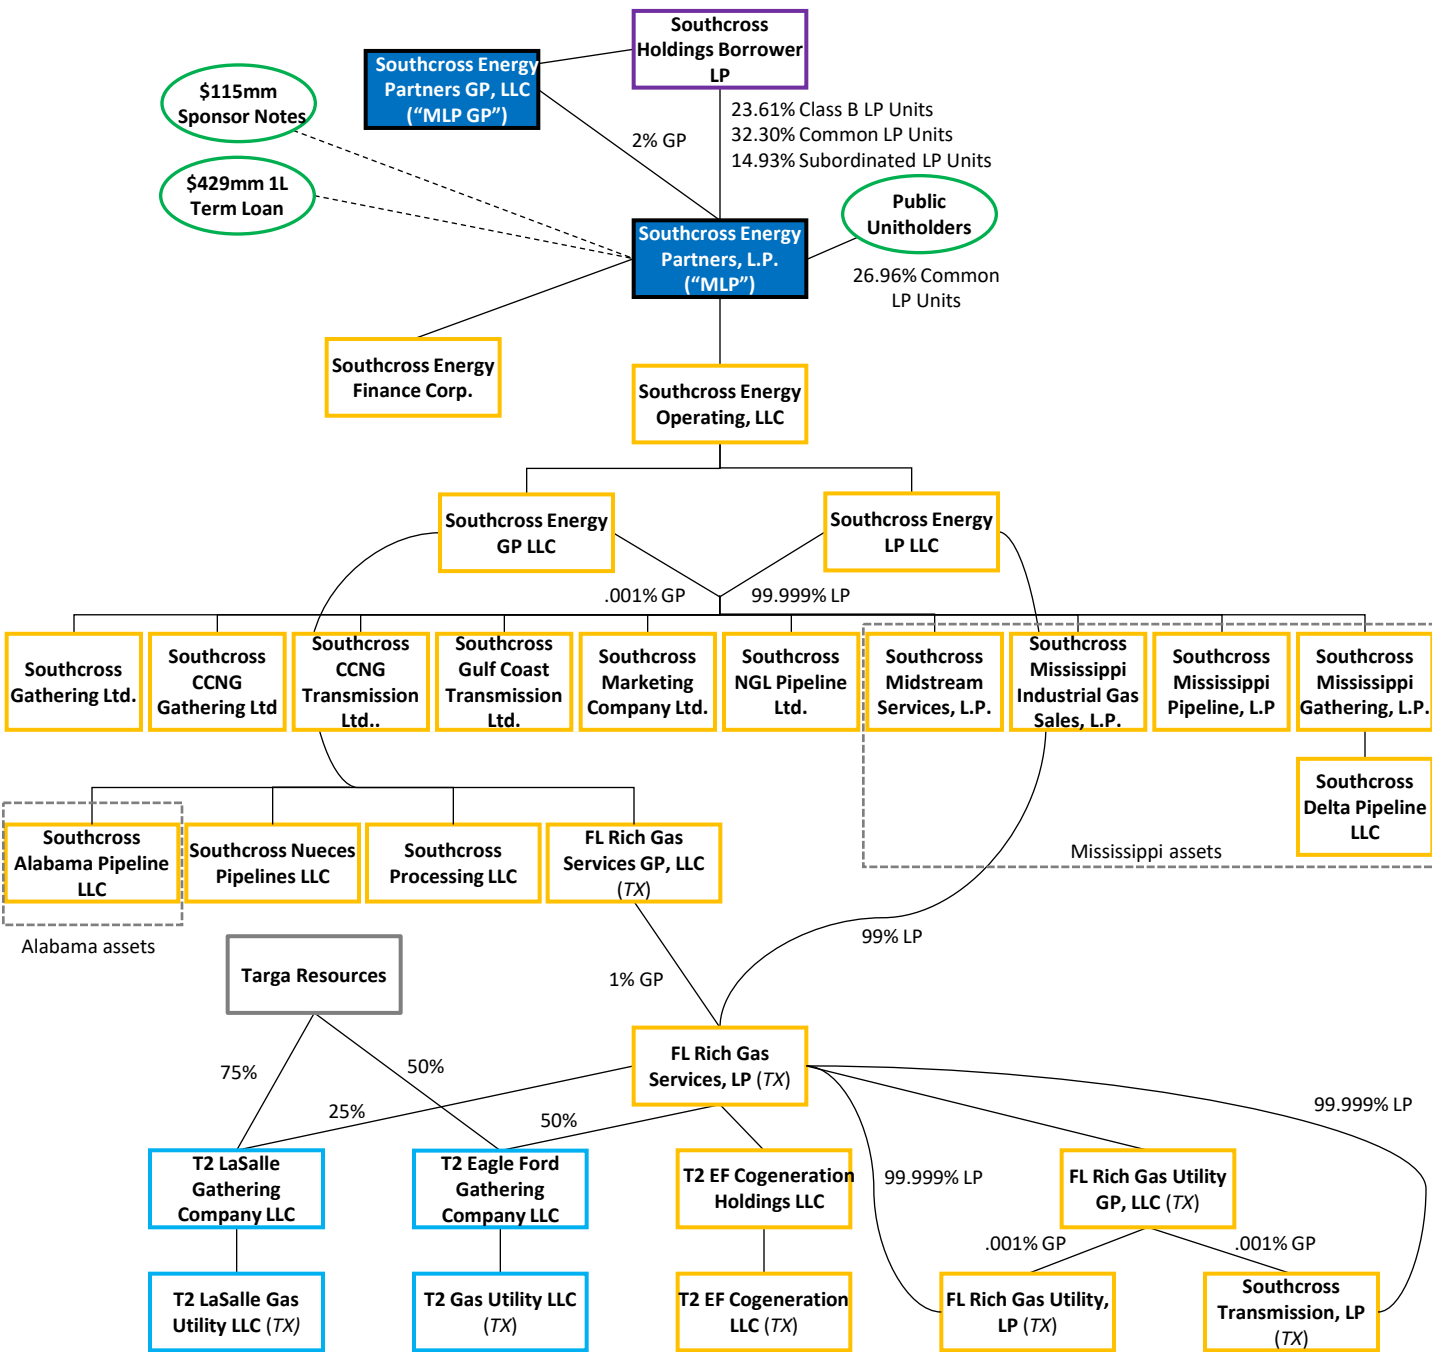 Southcross
Holdings Borrower
LP
Southcross Energy
Partners GP, LLC
(“MLP GP”)
$115mm
Sponsor Notes
$429mm 1L
Term Loan
2% GP
23.61% Class B LP Units
32.30% Common LP Units
14.93% Subordinated LP Units
Public
Unitholders
Southcross Energy
Partners, L.P.
(“MLP”)
26.96% Common
LP Units
Southcross Energy
Finance Corp.
Southcross Energy
Operating, LLC
Southcross Energy
GP LLC
Southcross Energy
LP LLC
.001% GP
99.999% LP
Southcross
Gathering Ltd.
Southcross
CCNG
Gathering Ltd
Southcross
CCNG
Transmission
Ltd..
Southcross
Gulf Coast
Transmission
Ltd.
Southcross
Marketing
Company Ltd.
Southcross
NGL Pipeline
Ltd.
Southcross
Midstream
Services, L.P.
Southcross
Mississippi
Industrial Gas
Sales, L.P.
Southcross
Mississippi
Pipeline, L.P
Southcross
Mississippi
Gathering, L.P.
Southcross
Delta Pipeline
LLC
Mississippi assets
Southcross
Alabama Pipeline
LLC
Alabama assets
Southcross Nueces
Pipelines LLC
Southcross
Processing LLC
FL Rich Gas
Services GP, LLC
(TX)
99% LP
1% GP
Targa Resources
75%
50%
FL Rich Gas
Services, LP (TX)
25%
50%
99.999% LP
T2 LaSalle
Gathering
Company LLC
T2 Eagle Ford
Gathering
Company LLC
T2 EF Cogeneration
Holdings LLC
99.999% LP
FL Rich Gas Utility
GP, LLC (TX)
.001% GP
.001% GP
T2 LaSalle Gas
Utility LLC (TX)
T2 Gas Utility LLC
(TX)
T2 EF Cogeneration
LLC (TX)
FL Rich Gas Utility,
LP (TX)
Southcross
Transmission, LP
(TX)